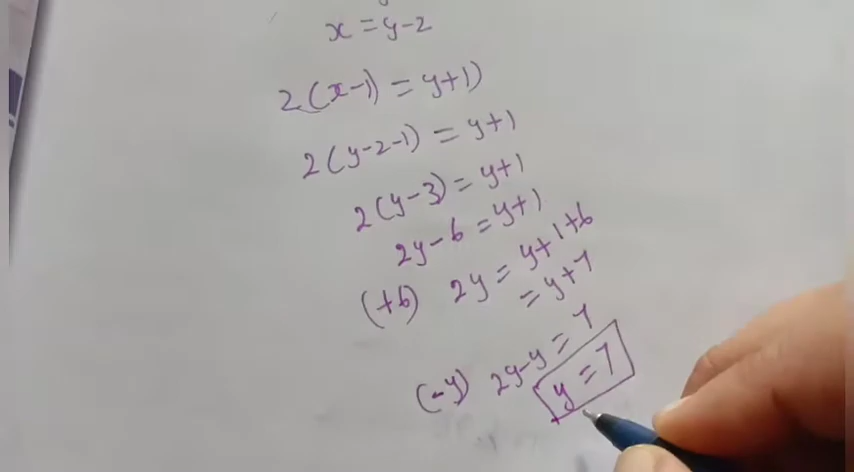 x = y-2
2(x-1) = y+1)
2(y-2-1) = y+1
2(y-3) = y+1
2y-6 = y+1
(+6) 2y = y+1+6
= y+7
(-y) 2y-y = 7
y = 7